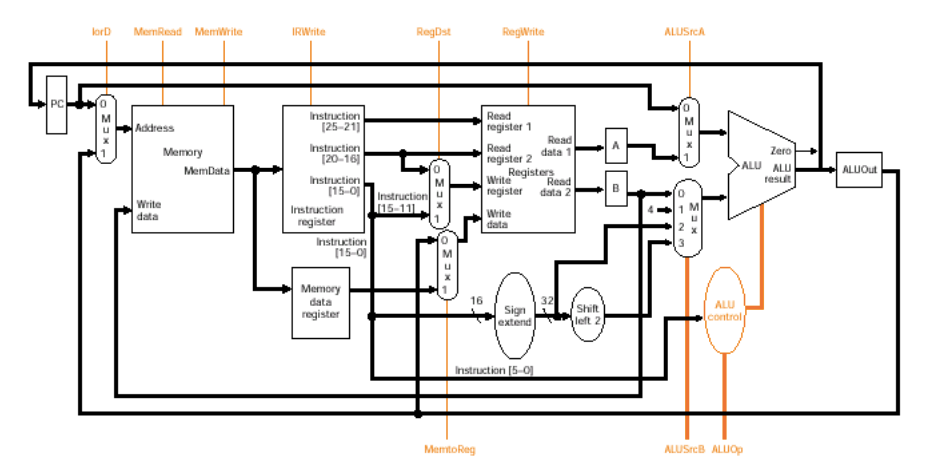 IorD MemRead MemWrite IRWrite RegDst RegWrite ALUSrcA
PC
0
M
u
x
1
Address
Memory
MemData
Write
data
Instruction
[25–21]
Instruction
[20–16]
Instruction
[15–0]
Instruction
register
Instruction
[15–11]
Instruction
[15–0]
Memory
data
register
0
M
u
x
1
0
M
u
x
1
Read
register 1
Read
register 2
Registers
Write
register
Write
data
Read
data 1
Read
data 2
A
B
4
0
M
u
x
1
0
1
2
3
M
u
x
Zero
ALU
ALU
result
ALUOut
16
Sign
extend
32
Shift
left 2
ALU
control
Instruction [5–0]
MemtoReg ALUSrcB ALUOp